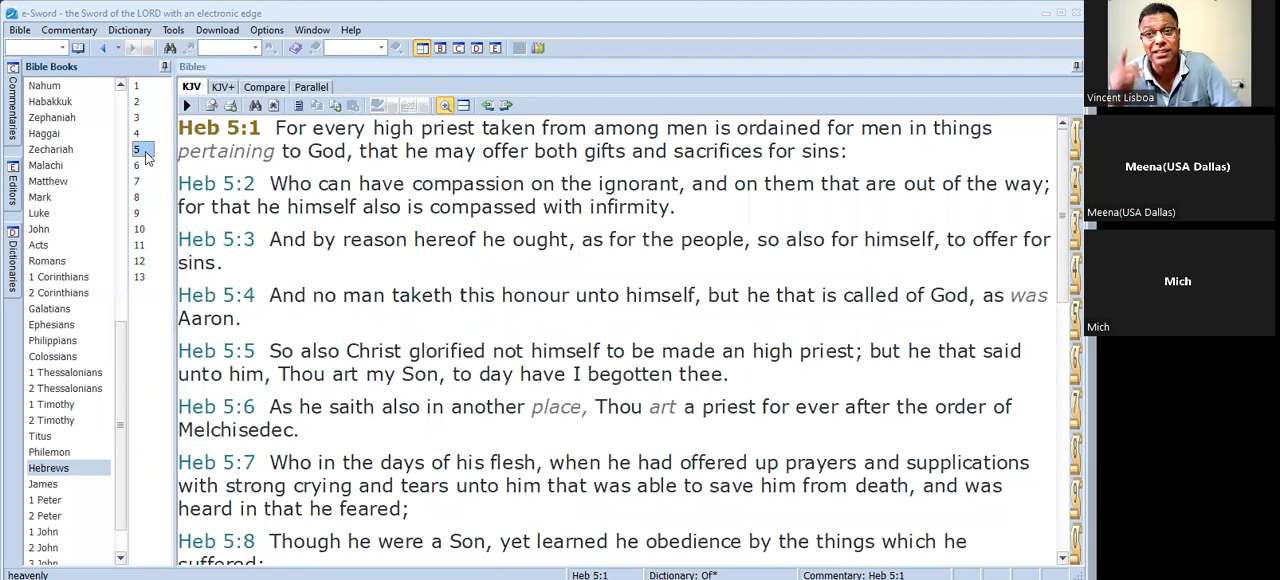 e-Sword - the Sword of the LORD with an electronic edge
Bible Commentary Dictionary Tools Download Options Window Help
B C D E
Bible Books
Bibles
Commentaries
Editors
Dictionaries
Nahum
Habakkuk
Zephaniah
Haggai
Zechariah
Malachi
Matthew
Mark
Luke
John
Acts
Romans
1 Corinthians
2 Corinthians
Galatians
Ephesians
Philippians
Colossians
1 Thessalonians
2 Thessalonians
1 Timothy
2 Timothy
Titus
Philemon
Hebrews
James
1 Peter
2 Peter
1 John
2 John
3 John
1
2
3
4
5
6
7
8
9
10
11
12
13
KJV KJV+ Compare Parallel
Heb 5:1 For every high priest taken from among men is ordained for men in things
pertaining to God, that he may offer both gifts and sacrifices for sins:
Heb 5:2 Who can have compassion on the ignorant, and on them that are out of the way;
for that he himself also is compassed with infirmity.
Heb 5:3 And by reason hereof he ought, as for the people, so also for himself, to offer for
sins.
Heb 5:4 And no man taketh this honour unto himself, but he that is called of God, as was
Aaron.
Heb 5:5 So also Christ glorified not himself to be made an high priest; but he that said
unto him, Thou art my Son, to day have I begotten thee.
Heb 5:6 As he saith also in another place, Thou art a priest for ever after the order of
Melchisedec.
Heb 5:7 Who in the days of his flesh, when he had offered up prayers and supplications
with strong crying and tears unto him that was able to save him from death, and was
heard in that he feared;
Heb 5:8 Though he were a Son, yet learned he obedience by the things which he
suffered;
heavenly
Heb 5:1
Dictionary: Of*
Commentary: Heb 5:1
Vincent Lisboa
Meena(USA Dallas)
Meena(USA Dallas)
Mich
Mich